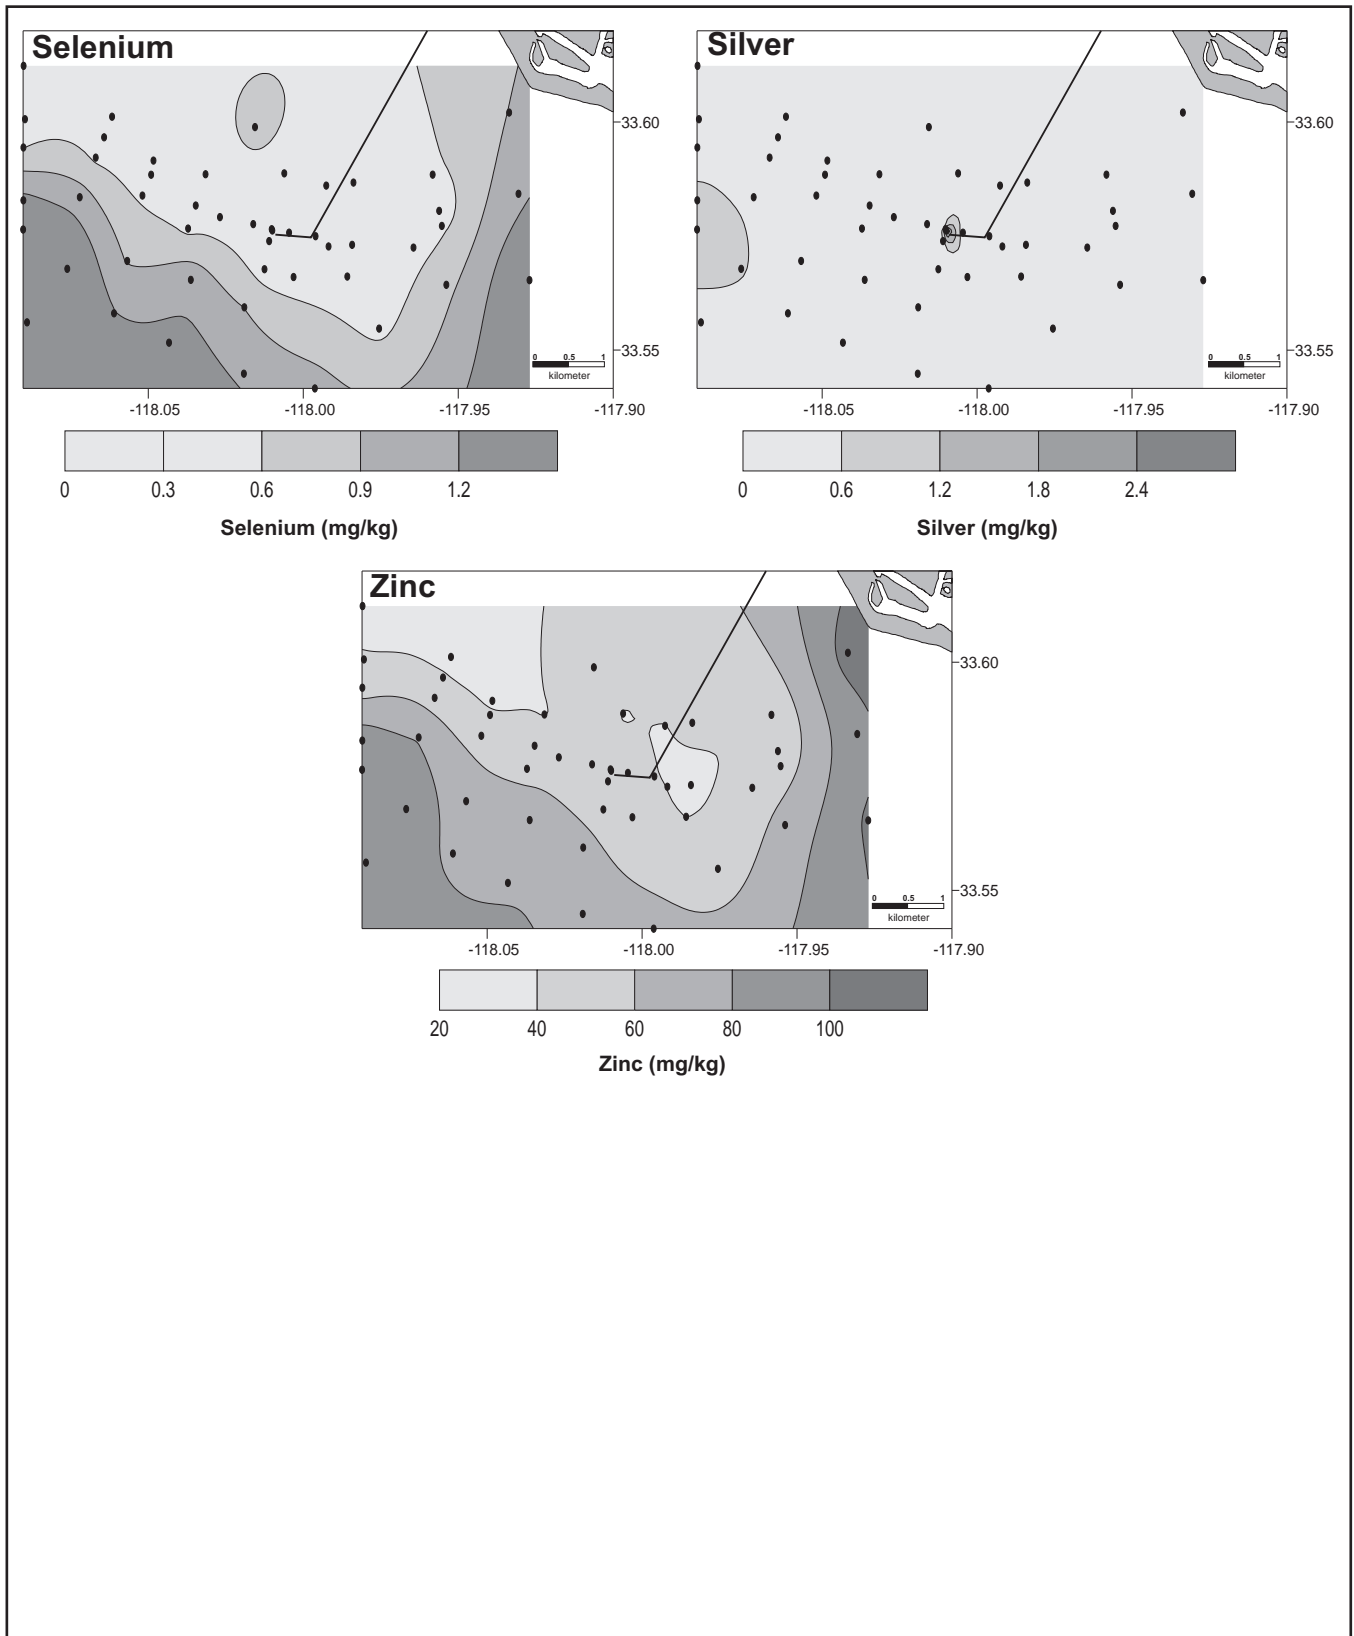 Selenium
33.60
33.55
0 0.5 1
kilometer
-118.05 -118.00 -117.95 -117.90
0 0.3 0.6 0.9 1.2
Selenium (mg/kg)
Silver
33.60
33.55
0 0.5 1
kilometer
-118.05 -118.00 -117.95 -117.90
0 0.6 1.2 1.8 2.4
Silver (mg/kg)
Zinc
33.60
33.55
0 0.5 1
kilometer
-118.05 -118.00 -117.95 -117.90
20 40 60 80 100
Zinc (mg/kg)